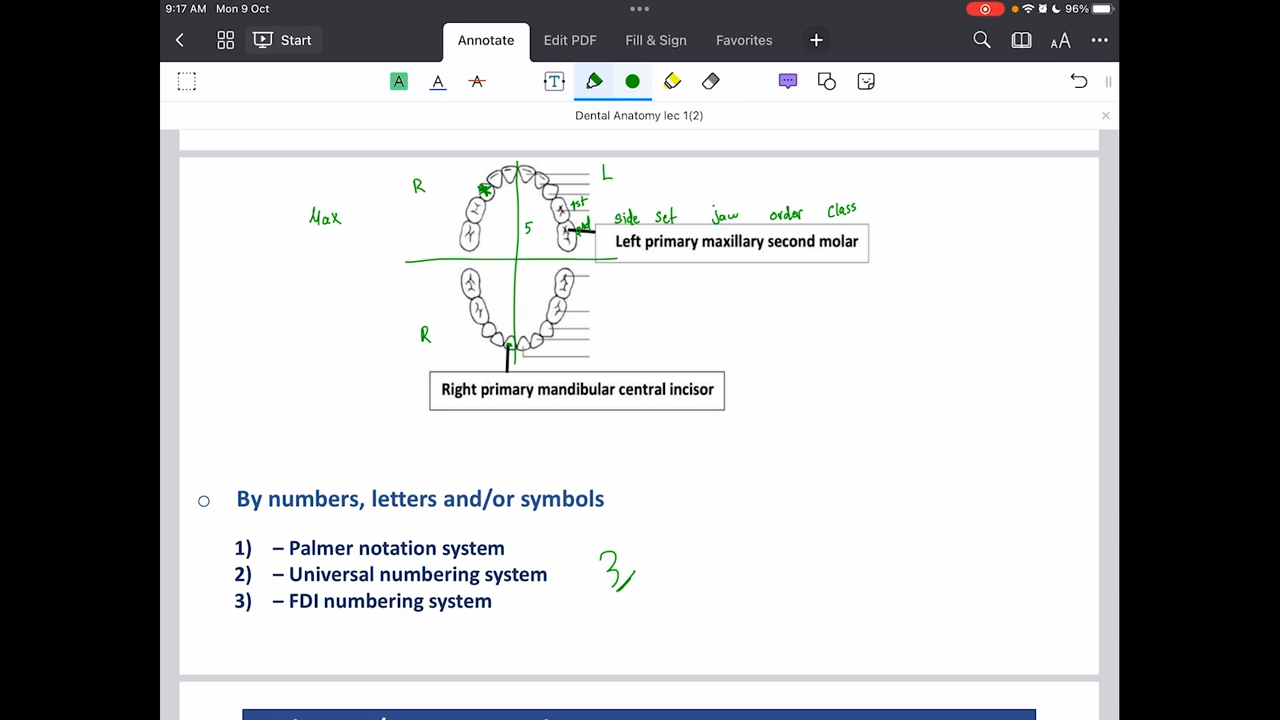 9:17 AM Mon 9 Oct 96%
Start Annotate Edit PDF Fill & Sign Favorites
Dental Anatomy lec 1(2)
R L
1st
Max side set jaw order Class
5 2nd
Left primary maxillary second molar
R
Right primary mandibular central incisor
By numbers, letters and/or symbols
1) – Palmer notation system
2) – Universal numbering system
3) – FDI numbering system
3